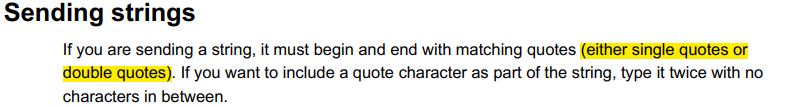 Sending strings
If you are sending a string, it must begin and end with matching quotes (either single quotes or
double quotes). If you want to include a quote character as part of the string, type it twice with no
characters in between.